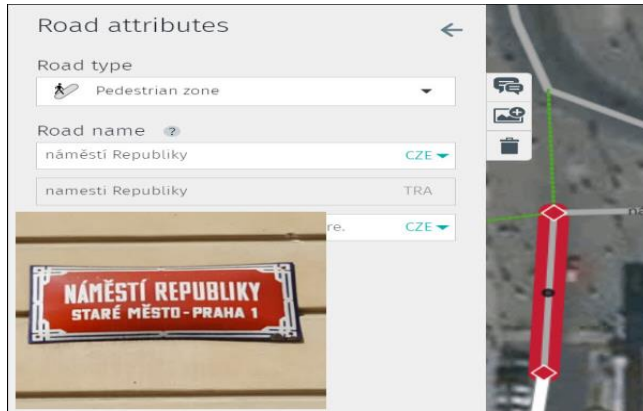 Road attributes
Road type
Pedestrian zone
Road name ?
náměstí Republiky CZE
namesti Republiky TRA
re. CZE
NÁMĚSTÍ REPUBLIKY
STARÉ MĚSTO - PRAHA 1
na